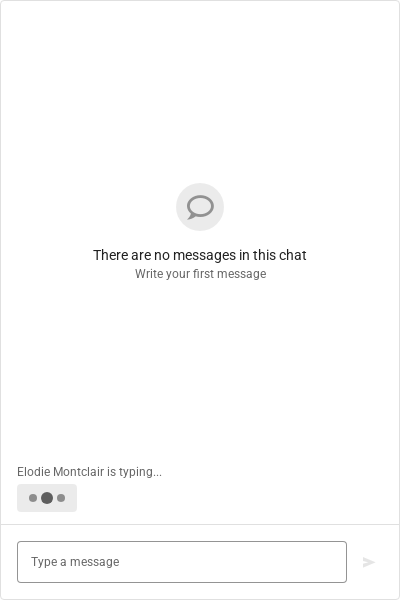 There are no messages in this chat
Write your first message
Elodie Montclair is typing...
Type a message